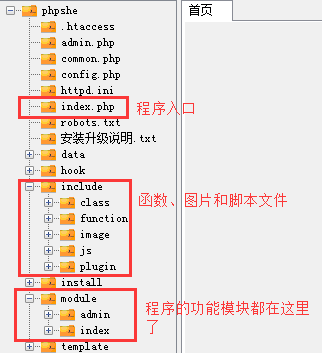 phpshe
首页
.htaccess
admin.php
common.php
config.php
httpd.ini
index.php
程序入口
robots.txt
安装升级说明.txt
data
hook
include
函数、图片和脚本文件
class
function
image
js
plugin
install
module
程序的功能模块都在这里
了
admin
index
template